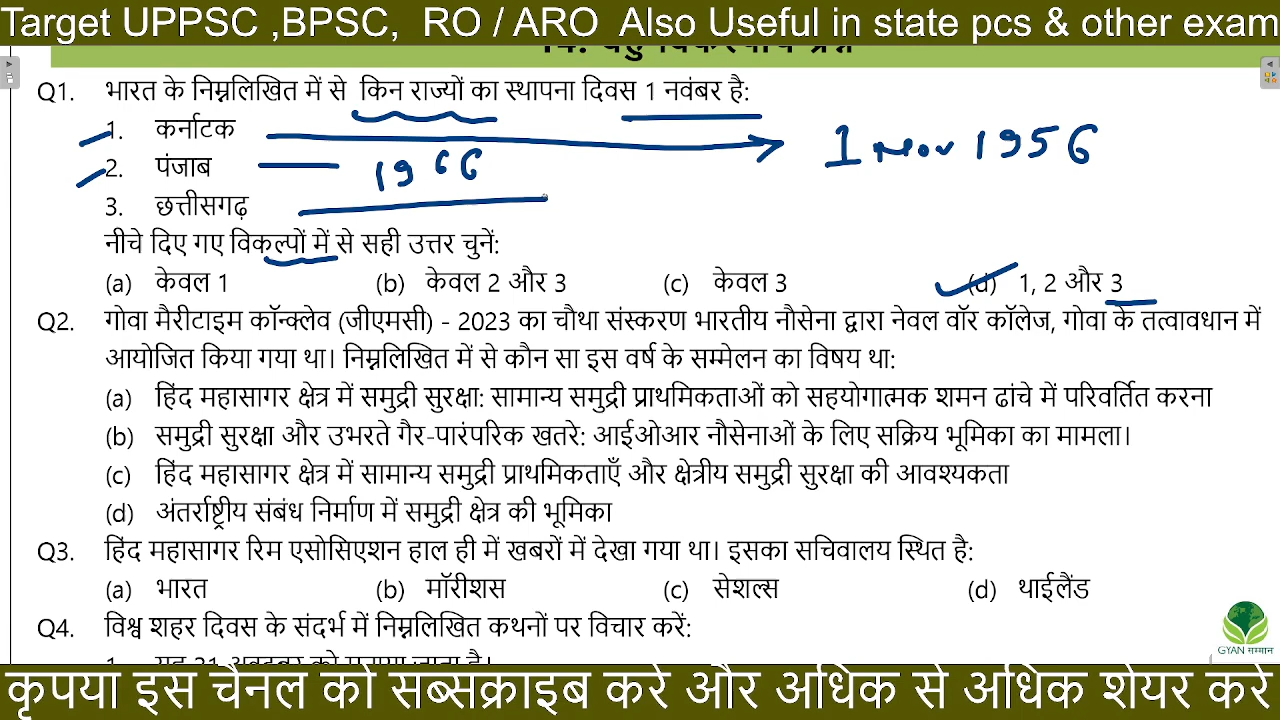 Target UPPSC ,BPSC, RO / ARO Also Useful in state pcs & other exam
Q1. भारत के निम्नलिखित में से किन राज्यों का स्थापना दिवस 1 नवंबर है:
1. कर्नाटक
1 Nov 1956
2. पंजाब
1966
3. छत्तीसगढ़
नीचे दिए गए विकल्पों में से सही उत्तर चुनें:
(a) केवल 1 (b) केवल 2 और 3 (c) केवल 3 (d) 1, 2 और 3
Q2. गोवा मैरीटाइम कॉन्क्लेव (जीएमसी) - 2023 का चौथा संस्करण भारतीय नौसेना द्वारा नेवल वॉर कॉलेज, गोवा के तत्वावधान में
आयोजित किया गया था। निम्नलिखित में से कौन सा इस वर्ष के सम्मेलन का विषय था:
(a) हिंद महासागर क्षेत्र में समुद्री सुरक्षा: सामान्य समुद्री प्राथमिकताओं को सहयोगात्मक शमन ढांचे में परिवर्तित करना
(b) समुद्री सुरक्षा और उभरते गैर-पारंपरिक खतरे: आईओआर नौसेनाओं के लिए सक्रिय भूमिका का मामला।
(c) हिंद महासागर क्षेत्र में सामान्य समुद्री प्राथमिकताएँ और क्षेत्रीय समुद्री सुरक्षा की आवश्यकता
(d) अंतर्राष्ट्रीय संबंध निर्माण में समुद्री क्षेत्र की भूमिका
Q3. हिंद महासागर रिम एसोसिएशन हाल ही में खबरों में देखा गया था। इसका सचिवालय स्थित है:
(a) भारत (b) मॉरीशस (c) सेशल्स (d) थाईलैंड
Q4. विश्व शहर दिवस के संदर्भ में निम्नलिखित कथनों पर विचार करें:
GYAN सम्मान
कृपया इस चैनल को सब्सक्राइब करे और अधिक से अधिक शेयर करे